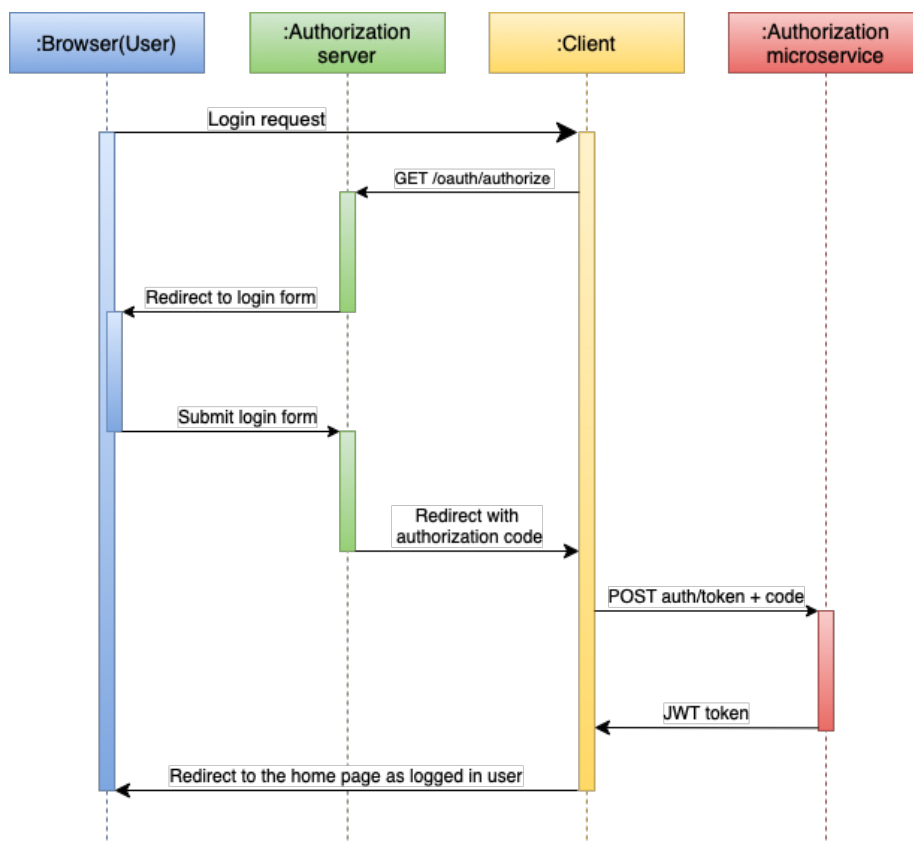 :Browser(User)
:Authorization
server
:Client
:Authorization
microservice
Login request
GET /oauth/authorize
Redirect to login form
Submit login form
Redirect with
authorization code
POST auth/token + code
JWT token
Redirect to the home page as logged in user